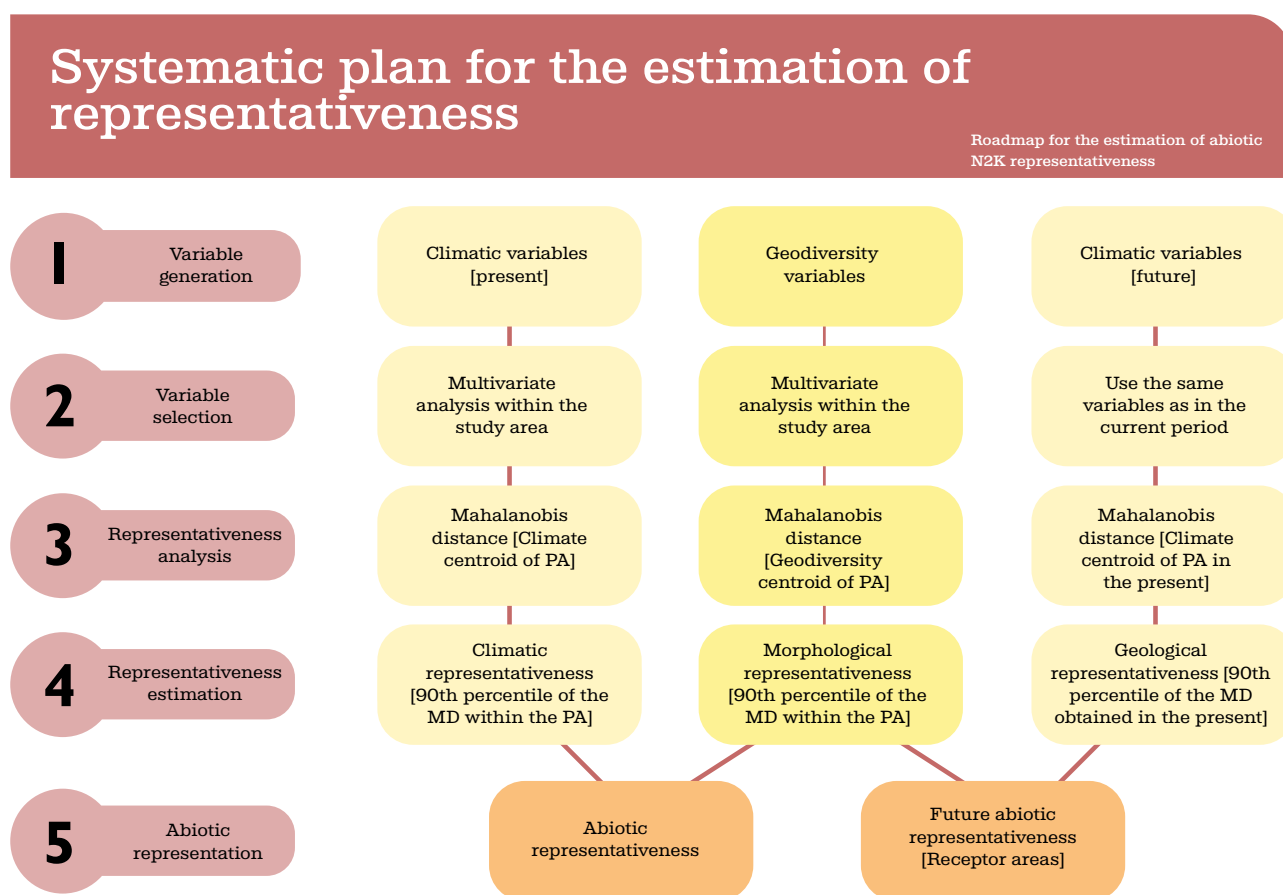 Systematic plan for the estimation of
representativeness
Roadmap for the estimation of abiotic
N2K representativeness
1
Variable
generation
Climatic variables
[present]
Geodiversity
variables
Climatic variables
[future]
2
Variable
selection
Multivariate
analysis within the
study area
Multivariate
analysis within the
study area
Use the same
variables as in the
current period
3
Representativeness
analysis
Mahalanobis
distance [Climate
centroid of PA]
Mahalanobis
distance
[Geodiversity
centroid of PA]
Mahalanobis
distance [Climate
centroid of PA in
the present]
4
Representativeness
estimation
Climatic
representativeness
[90th percentile of the
MD within the PA]
Morphological
representativeness
[90th percentile of the
MD within the PA]
Geological
representativeness [90th
percentile of the MD
obtained in the present]
5
Abiotic
representation
Abiotic
representativeness
Future abiotic
representativeness
[Receptor areas]